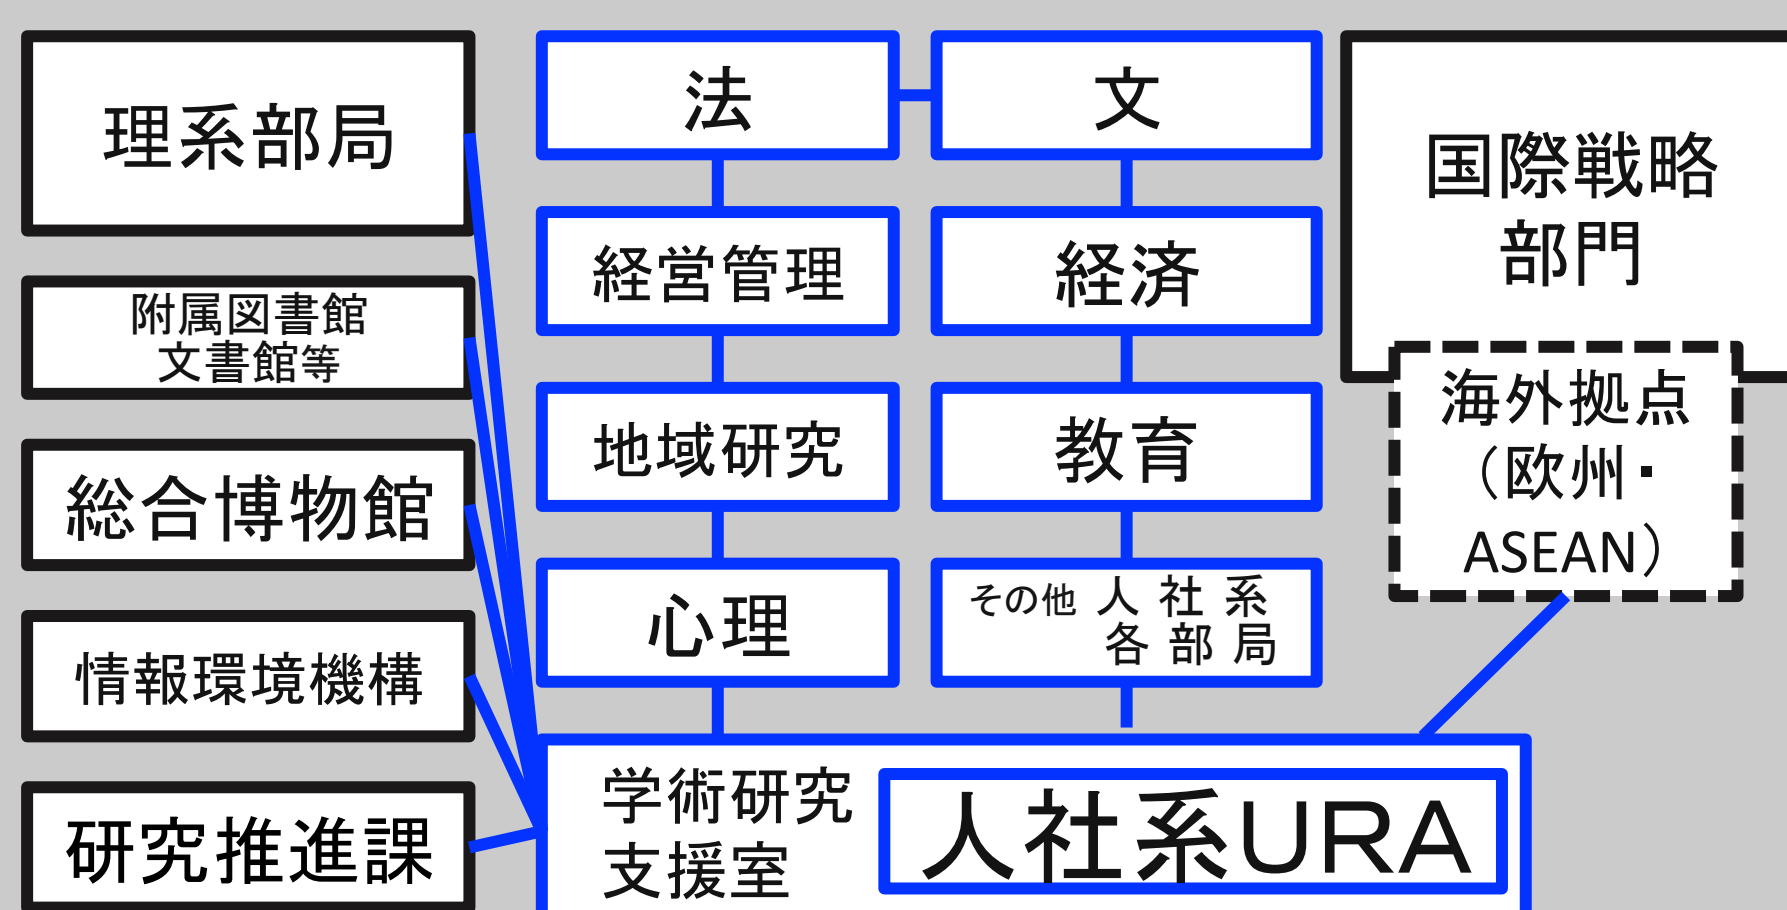 理系部局
附属図書館
文書館等
総合博物館
情報環境機構
研究推進課
法
文
経営管理
経済
地域研究
教育
心理
その他 人社系
各部局
国際戦略
部門
海外拠点
（欧州・
ASEAN）
学術研究
支援室
人社系URA